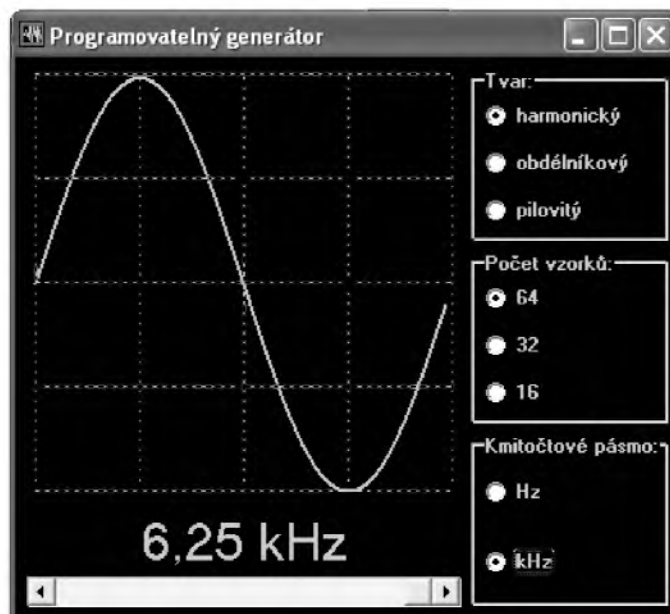 Programovatelný generátor
Tvar:
harmonický
obdélníkový
pilovitý
Počet vzorků:
64
32
16
Kmitočtové pásmo:
Hz
kHz
6,25 kHz